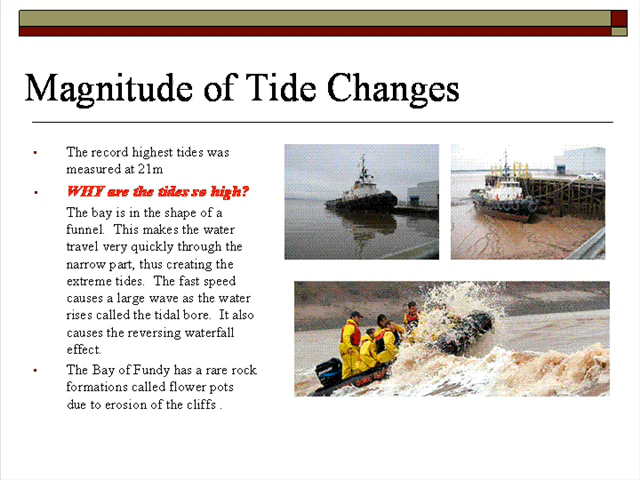 Magnitude of Tide Changes
• The record highest tides was
measured at 21m
• WHY are the tides so high?
The bay is in the shape of a
funnel. This makes the water
travel very quickly through the
narrow part, thus creating the
extreme tides. The fast speed
causes a large wave as the water
rises called the tidal bore. It also
causes the reversing waterfall
effect.
• The Bay of Fundy has a rare rock
formations called flower pots
due to erosion of the cliffs .